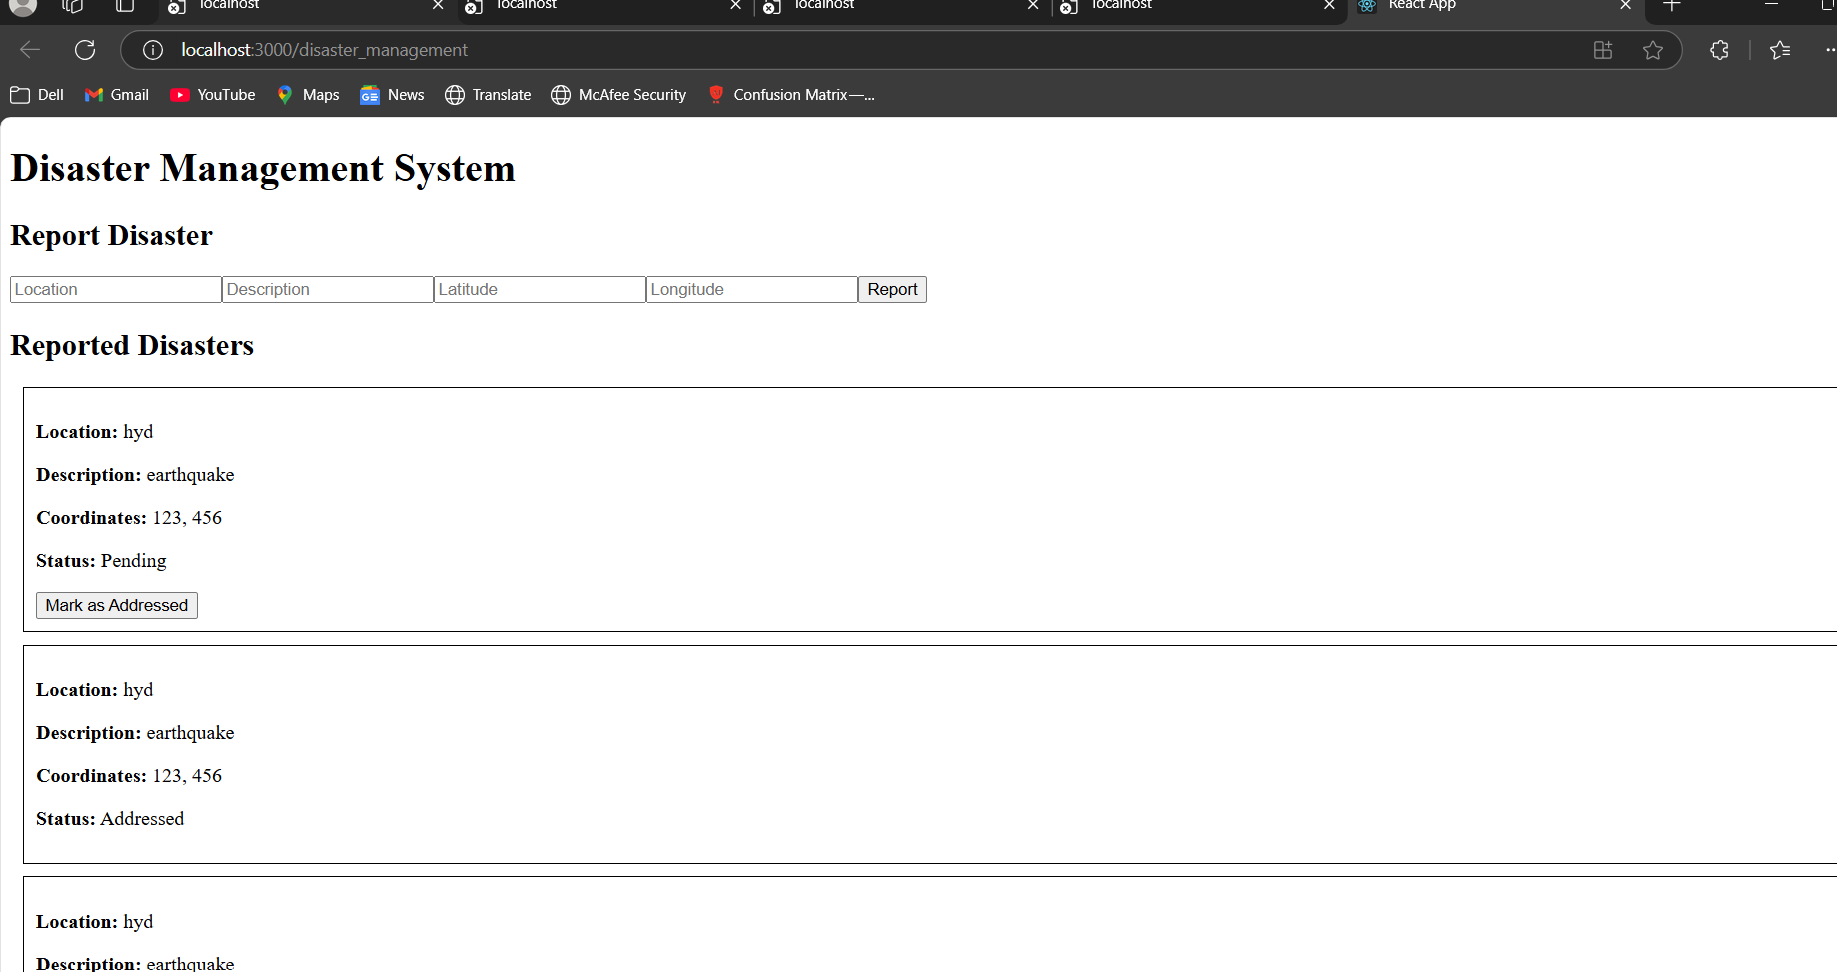 localhost localhost localhost localhost React App
localhost:3000/disaster_management
Dell Gmail YouTube Maps News Translate McAfee Security Confusion Matrix—...
Disaster Management System
Report Disaster
Location Description Latitude Longitude Report
Reported Disasters
Location: hyd
Description: earthquake
Coordinates: 123, 456
Status: Pending
Mark as Addressed
Location: hyd
Description: earthquake
Coordinates: 123, 456
Status: Addressed
Location: hyd
Description: earthquake